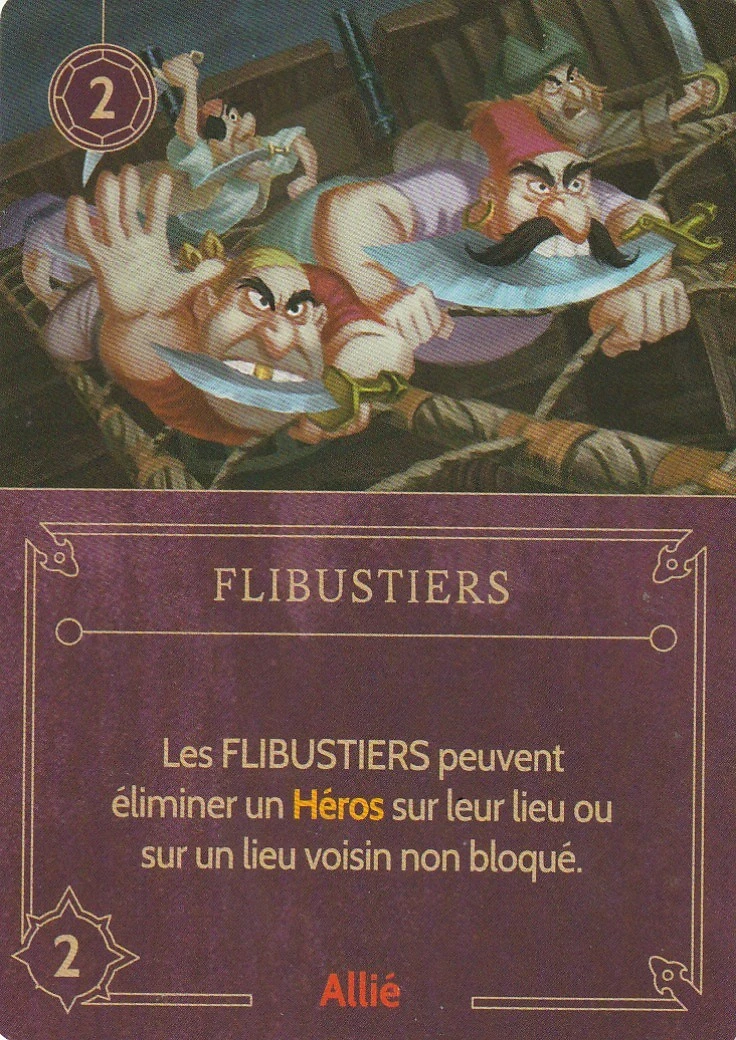 2
FLIBUSTIERS
Les FLIBUSTIERS peuvent
éliminer un Héros sur leur lieu ou
sur un lieu voisin non bloqué.
2
Allié